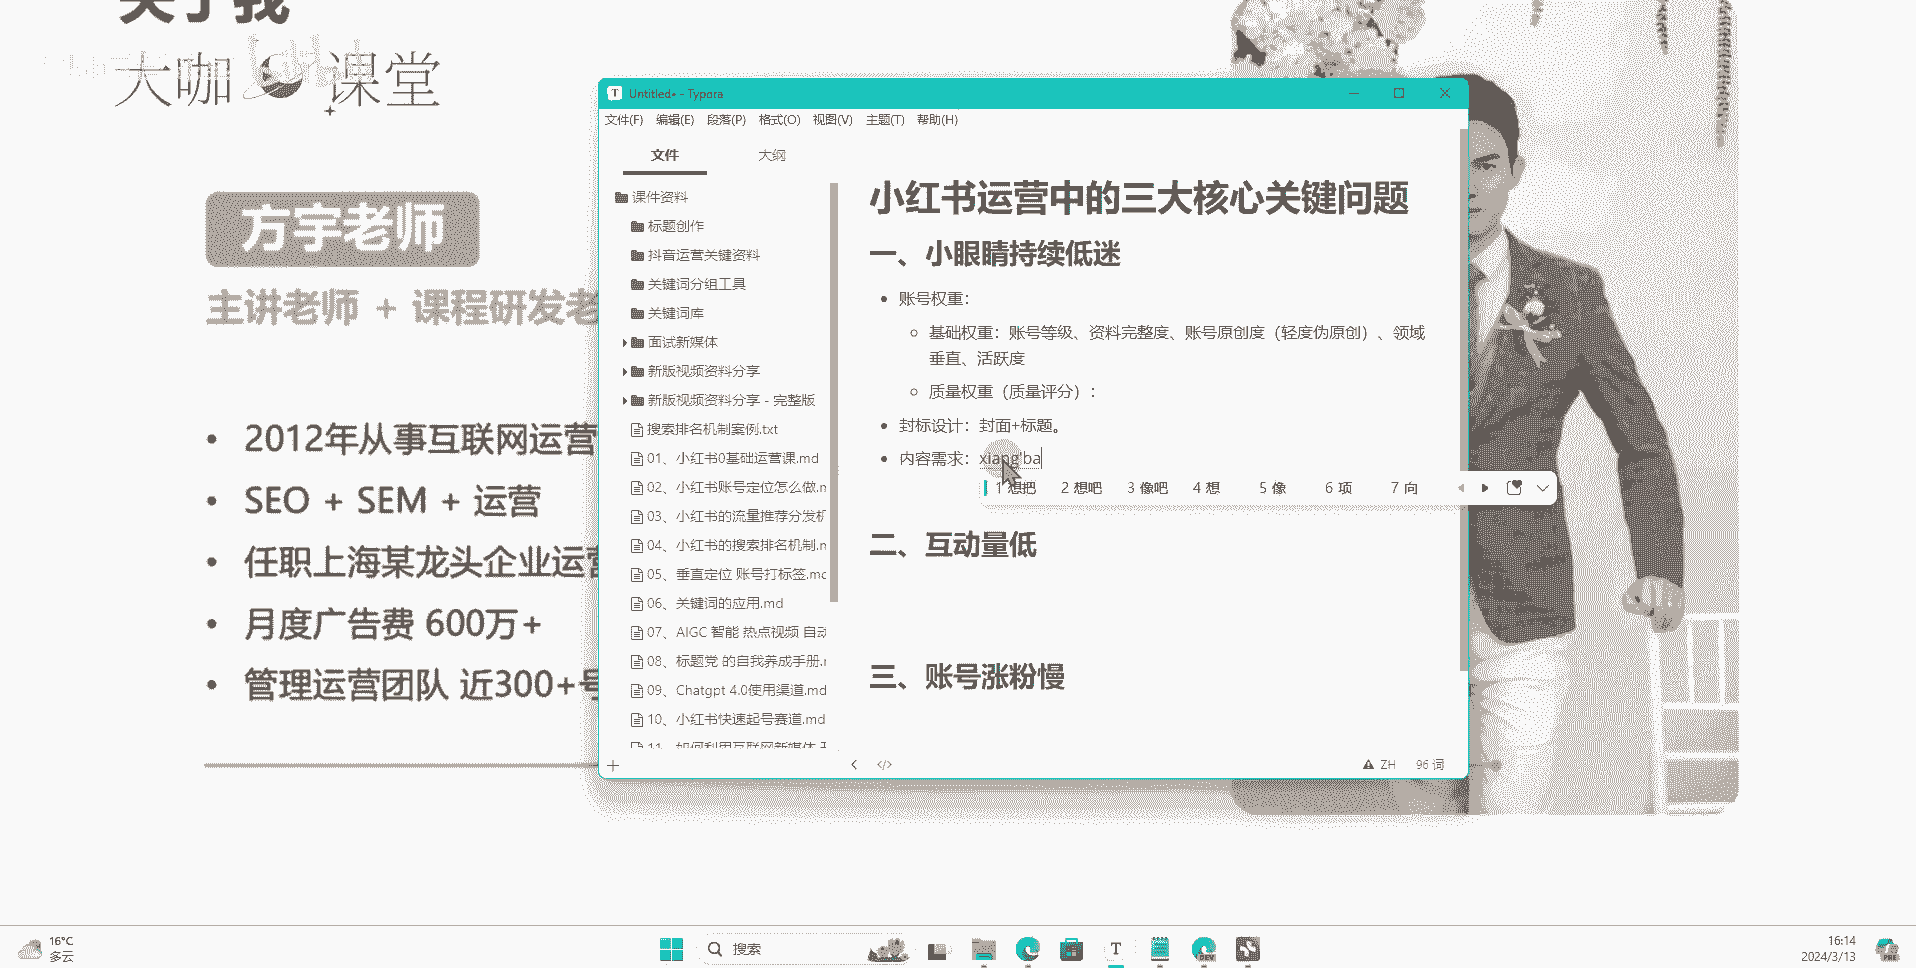 关于我
大咖 课堂
方宇老师
主讲老师 + 课程研发老
2012年从事互联网运营
SEO + SEM + 运营
任职上海某龙头企业运营
月度广告费 600万+
管理运营团队 近300+号
Untitled• - Typora
文件(F) 编辑(E) 段落(P) 格式(O) 视图(V) 主题(T) 帮助(H)
文件 大纲
课件资料
标题创作
抖音运营关键资料
关键词分组工具
关键词库
面试新媒体
新版视频资料分享
新版视频资料分享 - 完整版
搜索排名机制案例.txt
01、小红书0基础运营课.md
02、小红书账号定位怎么做.m
03、小红书的流量推荐分发机
04、小红书的搜索排名机制.m
05、垂直定位 账号打标签.md
06、关键词的应用.md
07、AIGC 智能 热点视频 自动
08、标题党 的自我养成手册.m
09、Chatgpt 4.0使用渠道.md
10、小红书快速起号赛道.md
11、如何利用互联网新媒体
小红书运营中的三大核心关键问题
一、小眼睛持续低迷
账号权重：
基础权重：账号等级、资料完整度、账号原创度（轻度伪原创）、领域
垂直、活跃度
质量权重（质量评分）：
封标设计：封面+标题。
内容需求：xiang'ba
1 想把 2 想吧 3 像吧 4 想 5 像 6 项 7 向
二、互动量低
三、账号涨粉慢
ZH 96 词
16°C
多云
搜索
T
DEV
16:14
2024/3/13
PRE